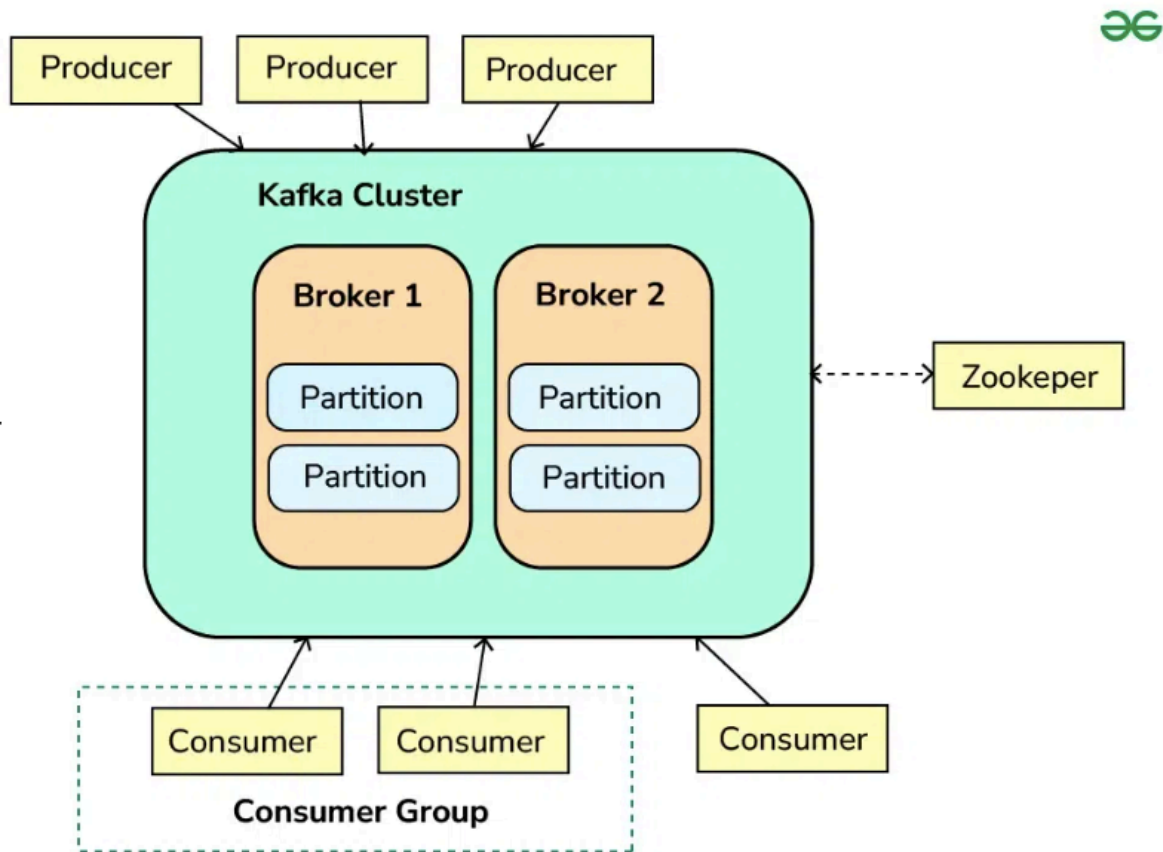 Producer
Producer
Producer
Kafka Cluster
Broker 1
Broker 2
Partition
Partition
Partition
Partition
Zookeper
Consumer
Consumer
Consumer
Consumer Group